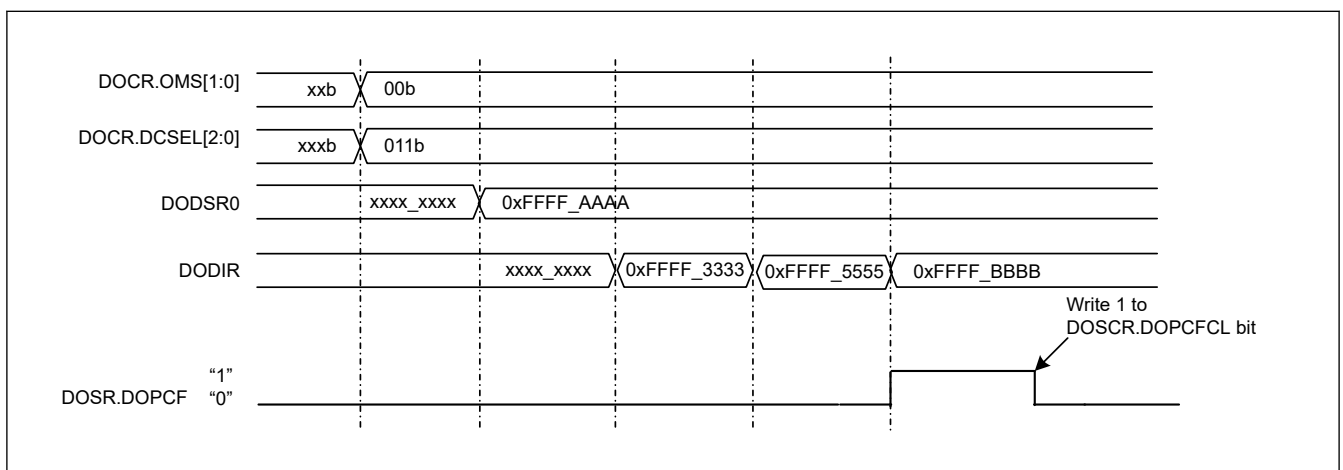 DOCR.OMS[1:0] xxb 00b
DOCR.DCSEL[2:0] xxxb 011b
DODSR0 xxxx_xxxx 0xFFFF_AAAA
DODIR xxxx_xxxx 0xFFFF_3333 0xFFFF_5555 0xFFFF_BBBB
Write 1 to
DOSCR.DOPCFCL bit
“1”
DOSR.DOPCF “0”